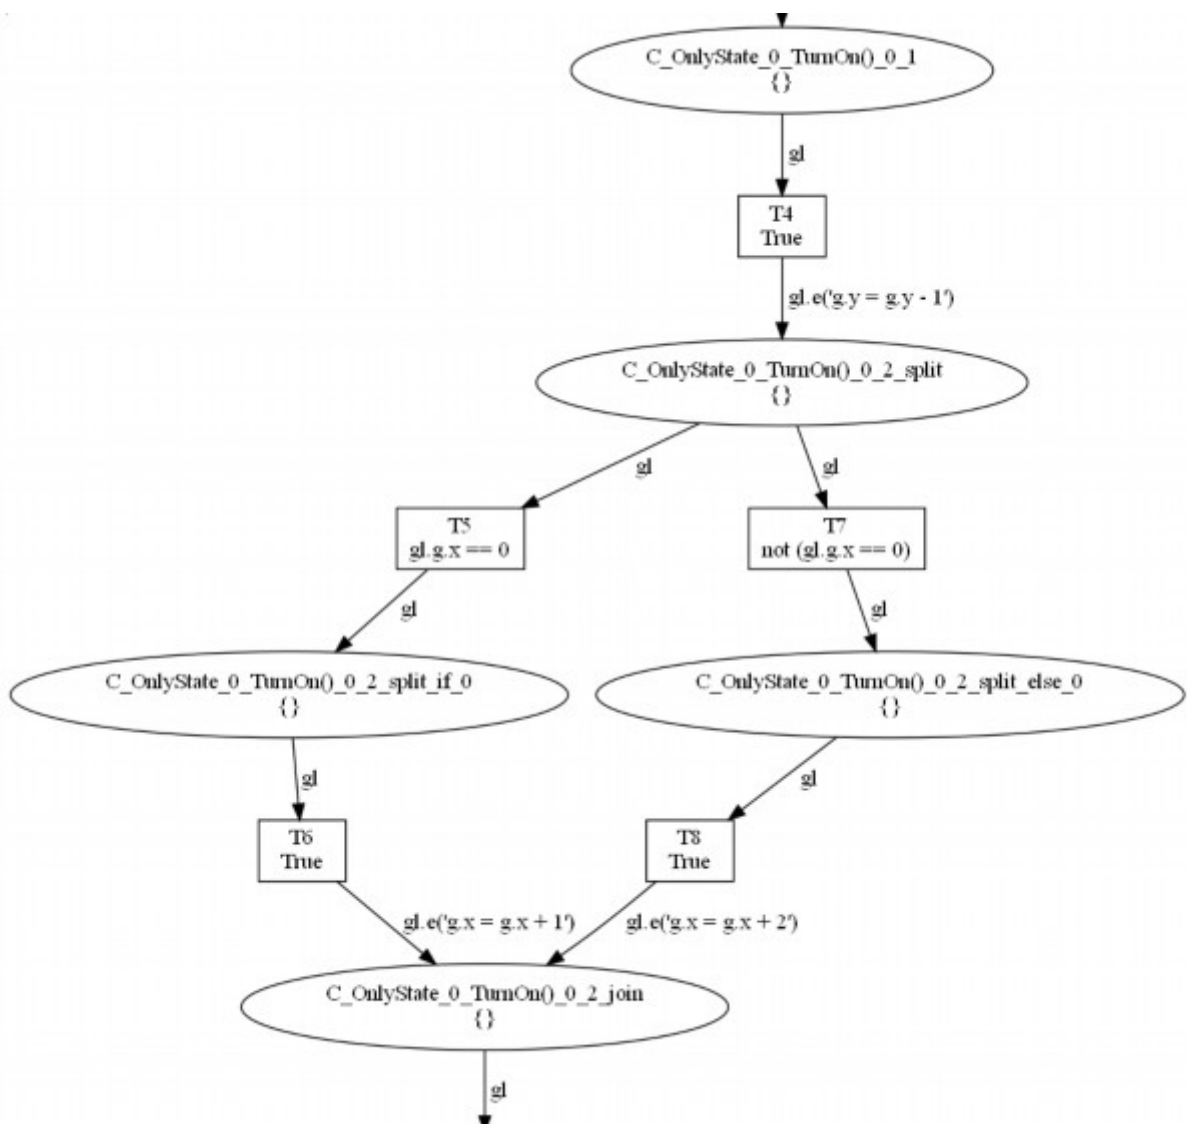 C_OnlyState_0_TurnOn()_0_1
{}
gl
T4
True
gl.e('g.y = g.y - 1')
C_OnlyState_0_TurnOn()_0_2_split
{}
gl
gl
T5
gl.g.x == 0
T7
not (gl.g.x == 0)
gl
gl
C_OnlyState_0_TurnOn()_0_2_split_if_0
{}
C_OnlyState_0_TurnOn()_0_2_split_else_0
{}
gl
gl
T6
True
T8
True
gl.e('g.x = g.x + 1')
gl.e('g.x = g.x + 2')
C_OnlyState_0_TurnOn()_0_2_join
{}
gl